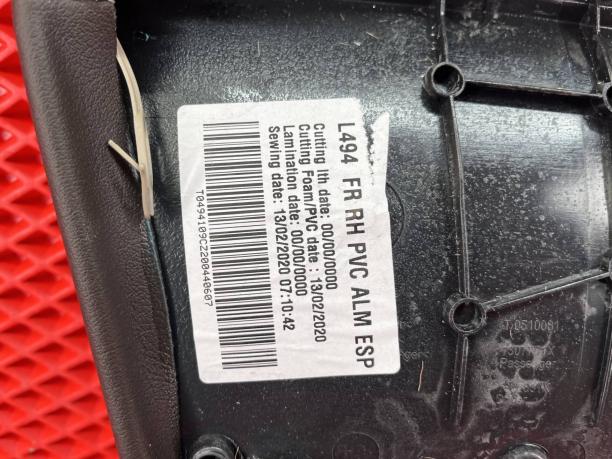 L494 FR RH PVC ALM ESP
Cutting lth date: 00/00/0000
Cutting Foam/PVC date : 13/02/2020
Lamination date: 00/00/0000
Sewing date: 13/02/2020 07:10:42
T0494109CZ200440607